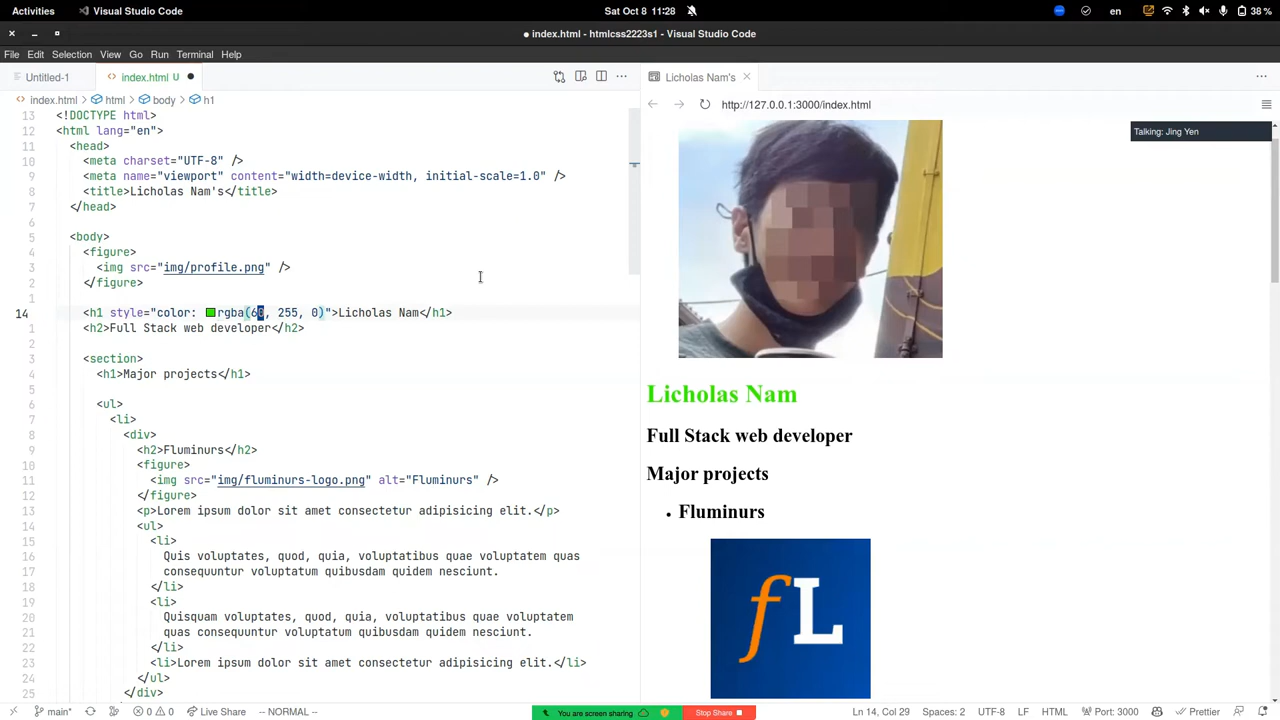 Activities
Visual Studio Code
Sat Oct 8 11:28
en
38 %
● index.html - htmlcss2223s1 - Visual Studio Code
File Edit Selection View Go Run Terminal Help
Untitled-1
index.html U ●
Licholas Nam's
index.html html body h1
http://127.0.0.1:3000/index.html
Talking: Jing Yen
13 <!DOCTYPE html>
12 <html lang="en">
11 <head>
10 <meta charset="UTF-8" />
9 <meta name="viewport" content="width=device-width, initial-scale=1.0" />
8 <title>Licholas Nam's</title>
7 </head>
6
5 <body>
4 <figure>
3 <img src="img/profile.png" />
2 </figure>
1
14 <h1 style="color: rgba(60, 255, 0)">Licholas Nam</h1>
1 <h2>Full Stack web developer</h2>
2
3 <section>
4 <h1>Major projects</h1>
5
6 <ul>
7 <li>
8 <div>
9 <h2>Fluminurs</h2>
10 <figure>
11 <img src="img/fluminurs-logo.png" alt="Fluminurs" />
12 </figure>
13 <p>Lorem ipsum dolor sit amet consectetur adipisicing elit.</p>
14 <ul>
15 <li>
16 Quis voluptates, quod, quia, voluptatibus quae voluptatem quas
17 consequuntur voluptatum quibusdam quidem nesciunt.
18 </li>
19 <li>
20 Quisquam voluptates, quod, quia, voluptatibus quae voluptatem
21 quas consequuntur voluptatum quibusdam quidem nesciunt.
22 </li>
23 <li>Lorem ipsum dolor sit amet consectetur adipisicing elit.</li>
24 </ul>
25 </div>
Licholas Nam
Full Stack web developer
Major projects
• Fluminurs
fL
main*
0 0
Live Share
-- NORMAL --
You are screen sharing
Stop Share
Ln 14, Col 29
Spaces: 2
UTF-8
LF
HTML
Port: 3000
Prettier